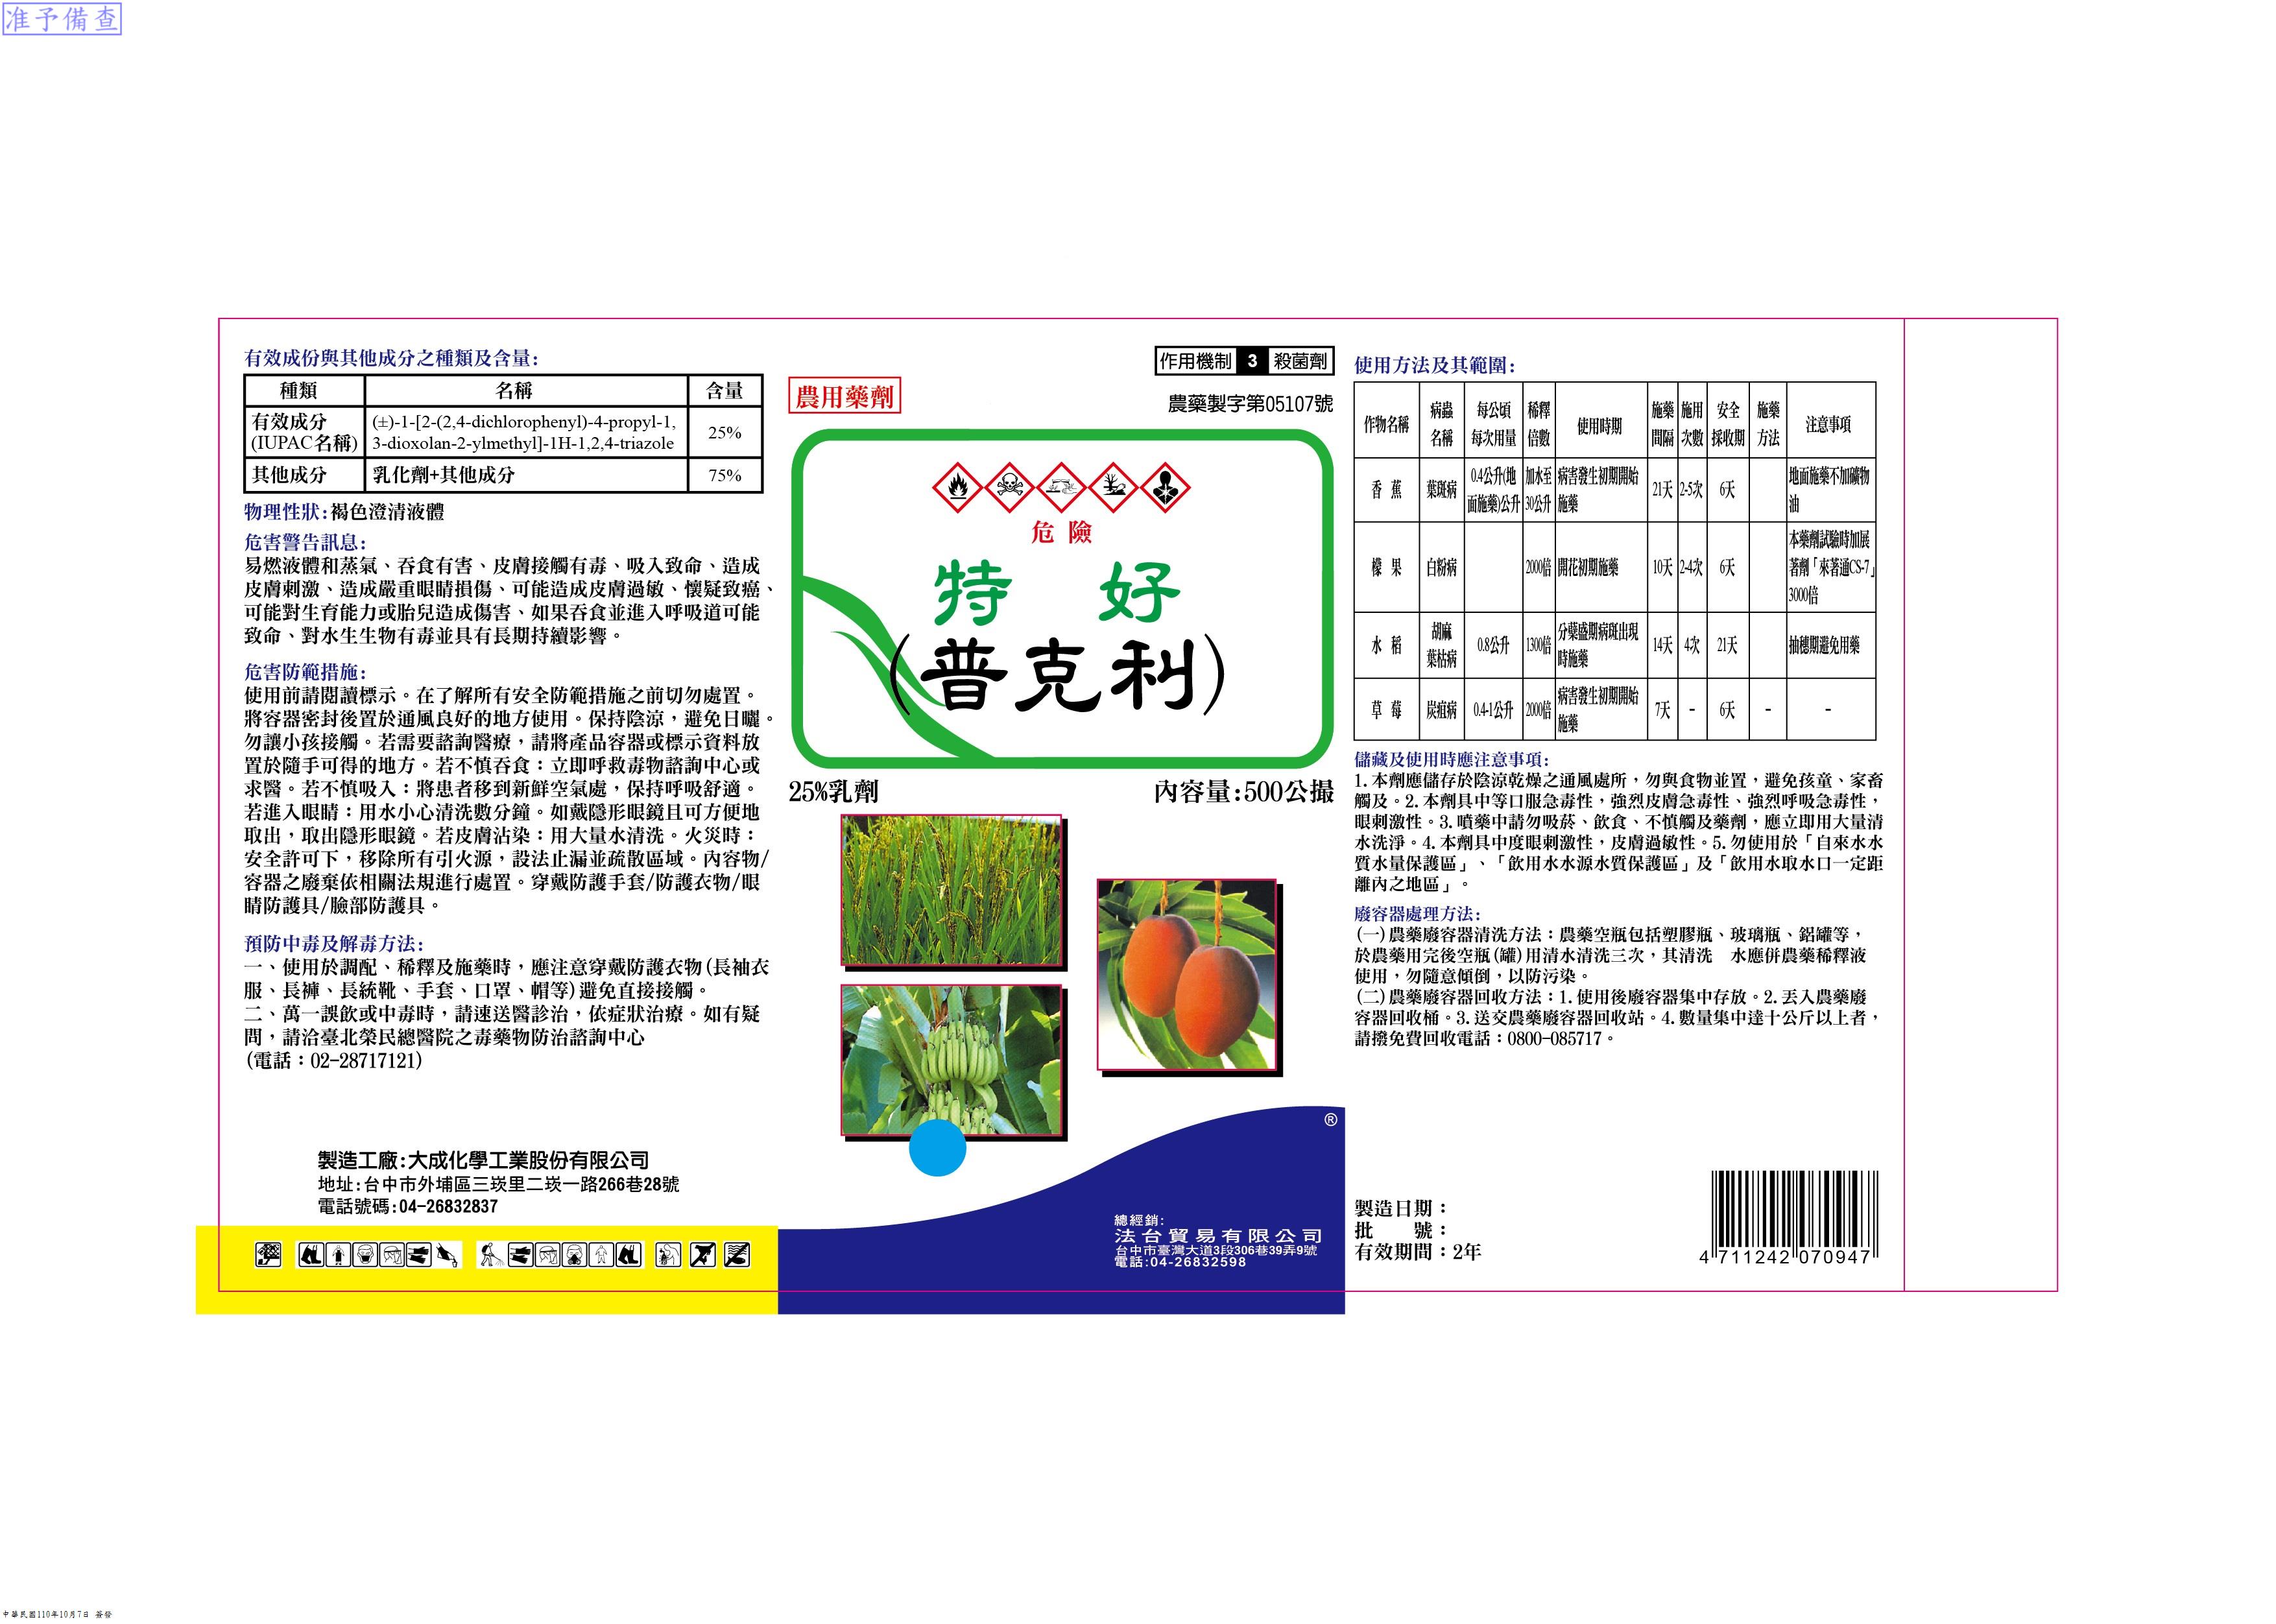 准予備查
有效成份與其他成分之種類及含量:
種類 名稱 含量
有效成分
(IUPAC名稱)
(±)-1-[2-(2,4-dichlorophenyl)-4-propyl-1,
3-dioxolan-2-ylmethyl]-1H-1,2,4-triazole
25%
其他成分 乳化劑+其他成分 75%
物理性狀:褐色澄清液體
危害警告訊息:
易燃液體和蒸氣、吞食有害、皮膚接觸有毒、吸入致命、造成
皮膚刺激、造成嚴重眼睛損傷、可能造成皮膚過敏、懷疑致癌、
可能對生育能力或胎兒造成傷害、如果吞食並進入呼吸道可能
致命、對水生生物有毒並具有長期持續影響。
危害防範措施:
使用前請閱讀標示。在了解所有安全防範措施之前切勿處置。
將容器密封後置於通風良好的地方使用。保持陰涼，避免日曬。
勿讓小孩接觸。若需要諮詢醫療，請將產品容器或標示資料放
置於隨手可得的地方。若不慎吞食：立即呼救毒物諮詢中心或
求醫。若不慎吸入：將患者移到新鮮空氣處，保持呼吸舒適。
若進入眼睛：用水小心清洗數分鐘。如戴隱形眼鏡且可方便地
取出，取出隱形眼鏡。若皮膚沾染：用大量水清洗。火災時：
安全許可下，移除所有引火源，設法止漏並疏散區域。內容物/
容器之廢棄依相關法規進行處置。穿戴防護手套/防護衣物/眼
睛防護具/臉部防護具。
預防中毒及解毒方法:
一、使用於調配、稀釋及施藥時，應注意穿戴防護衣物(長袖衣
服、長褲、長統靴、手套、口罩、帽等)避免直接接觸。
二、萬一誤飲或中毒時，請速送醫診治，依症狀治療。如有疑
問，請洽臺北榮民總醫院之毒藥物防治諮詢中心
(電話：02-28717121)
製造工廠:大成化學工業股份有限公司
地址:台中市外埔區三崁里二崁一路266巷28號
電話號碼:04-26832837
作用機制 3 殺菌劑
農用藥劑
農藥製字第05107號
危 險
特 好
(普克利)
25%乳劑
內容量:500公撮
®
總經銷:
法台貿易有限公司
台中市臺灣大道3段306巷39弄9號
電話:04-26832598
使用方法及其範圍:
作物名稱 病蟲名稱 每公頃每次用量 稀釋倍數 使用時期 施藥間隔 施用次數 安全採收期 施藥方法 注意事項
香 蕉 葉斑病 0.4公升(地面施藥)公升 加水至30公升 病害發生初期開始施藥 21天 2-5次 6天 地面施藥不加礦物油
檬 果 白粉病 2000倍 開花初期施藥 10天 2-4次 6天 本藥劑試驗時加展著劑「來著通CS-7」3000倍
水 稻 胡麻葉枯病 0.8公升 1300倍 分蘗盛期病斑出現時施藥 14天 4次 21天 抽穗期避免用藥
草 莓 炭疽病 0.4-1公升 2000倍 病害發生初期開始施藥 7天 - 6天 - -
儲藏及使用時應注意事項:
1.本劑應儲存於陰涼乾燥之通風處所，勿與食物並置，避免孩童、家畜
觸及。2.本劑具中等口服急毒性，強烈皮膚急毒性、強烈呼吸急毒性，
眼刺激性。3.噴藥中請勿吸菸、飲食、不慎觸及藥劑，應立即用大量清
水洗淨。4.本劑具中度眼刺激性，皮膚過敏性。5.勿使用於「自來水水
質水量保護區」、「飲用水水源水質保護區」及「飲用水取水口一定距
離內之地區」。
廢容器處理方法:
(一)農藥廢容器清洗方法：農藥空瓶包括塑膠瓶、玻璃瓶、鋁罐等，
於農藥用完後空瓶(罐)用清水清洗三次，其清洗　水應併農藥稀釋液
使用，勿隨意傾倒，以防污染。
(二)農藥廢容器回收方法：1.使用後廢容器集中存放。2.丟入農藥廢
容器回收桶。3.送交農藥廢容器回收站。4.數量集中達十公斤以上者，
請撥免費回收電話：0800-085717。
製造日期：
批　　號：
有效期間：2年
4 711242 070947
中華民國110年10月7日 簽發